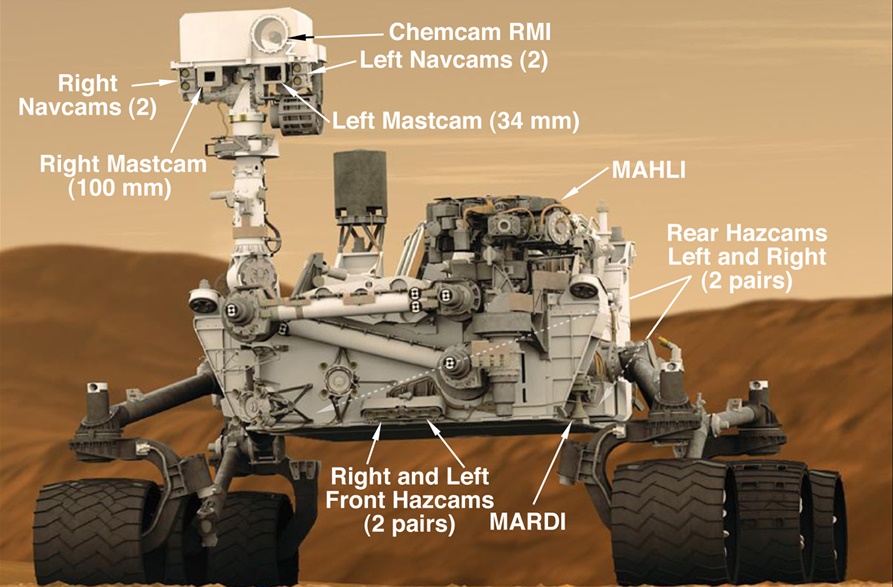 Chemcam RMI
Left Navcams (2)
Right
Navcams (2)
Left Mastcam (34 mm)
Right Mastcam
(100 mm)
MAHLI
Rear Hazcams
Left and Right
(2 pairs)
Right and Left
Front Hazcams
(2 pairs)
MARDI